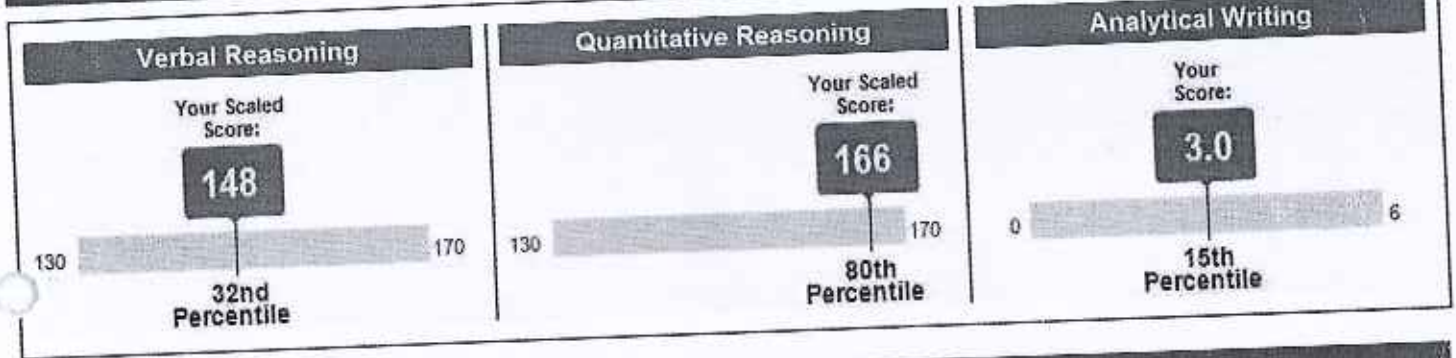 Verbal Reasoning
Your Scaled
Score:
148
130
170
32nd
Percentile
Quantitative Reasoning
Your Scaled
Score:
166
130
170
80th
Percentile
Analytical Writing
Your
Score:
3.0
0
6
15th
Percentile